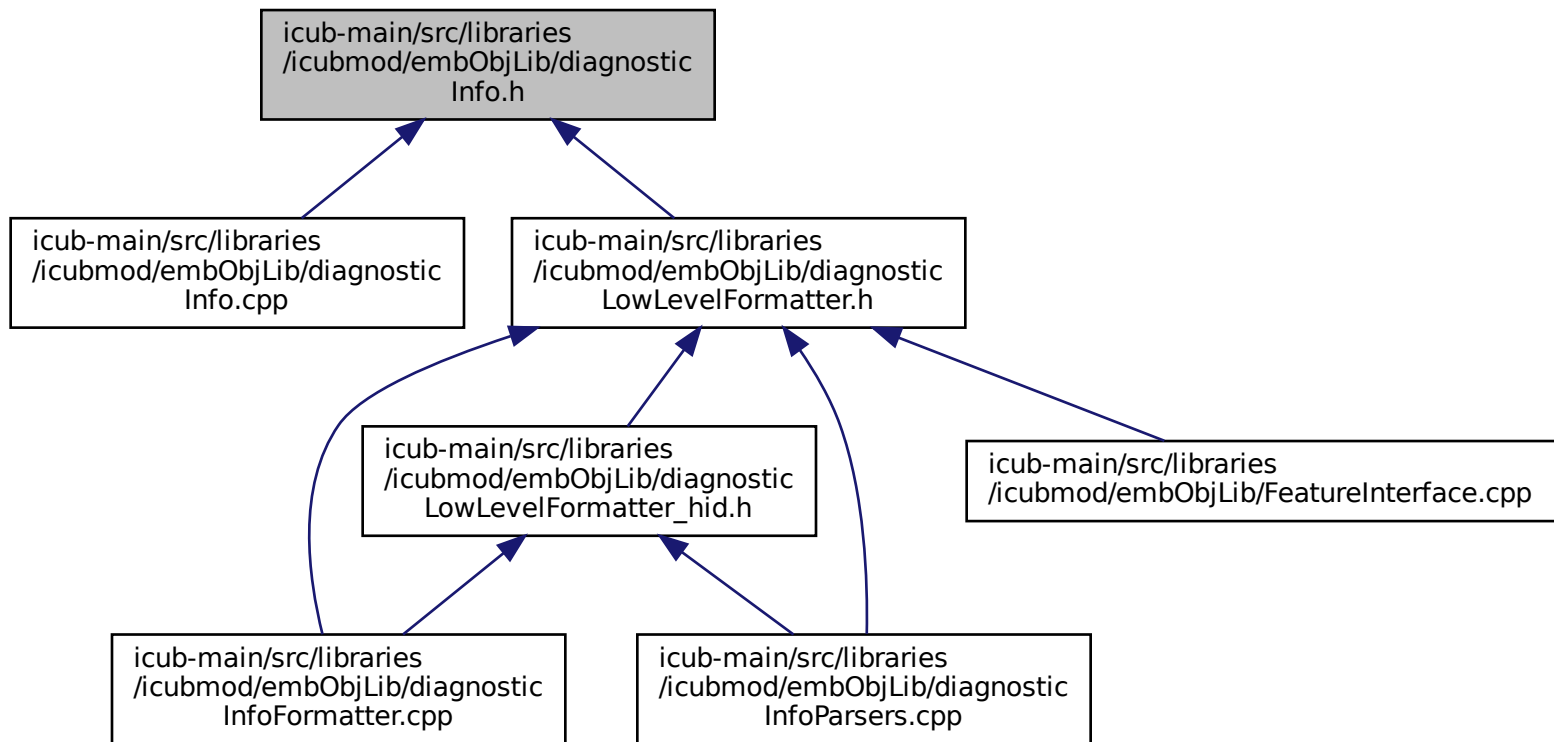 icub-main/src/libraries
/icubmod/embObjLib/diagnostic
Info.h
icub-main/src/libraries
/icubmod/embObjLib/diagnostic
Info.cpp
icub-main/src/libraries
/icubmod/embObjLib/diagnostic
LowLevelFormatter.h
icub-main/src/libraries
/icubmod/embObjLib/diagnostic
LowLevelFormatter_hid.h
icub-main/src/libraries
/icubmod/embObjLib/FeatureInterface.cpp
icub-main/src/libraries
/icubmod/embObjLib/diagnostic
InfoFormatter.cpp
icub-main/src/libraries
/icubmod/embObjLib/diagnostic
InfoParsers.cpp